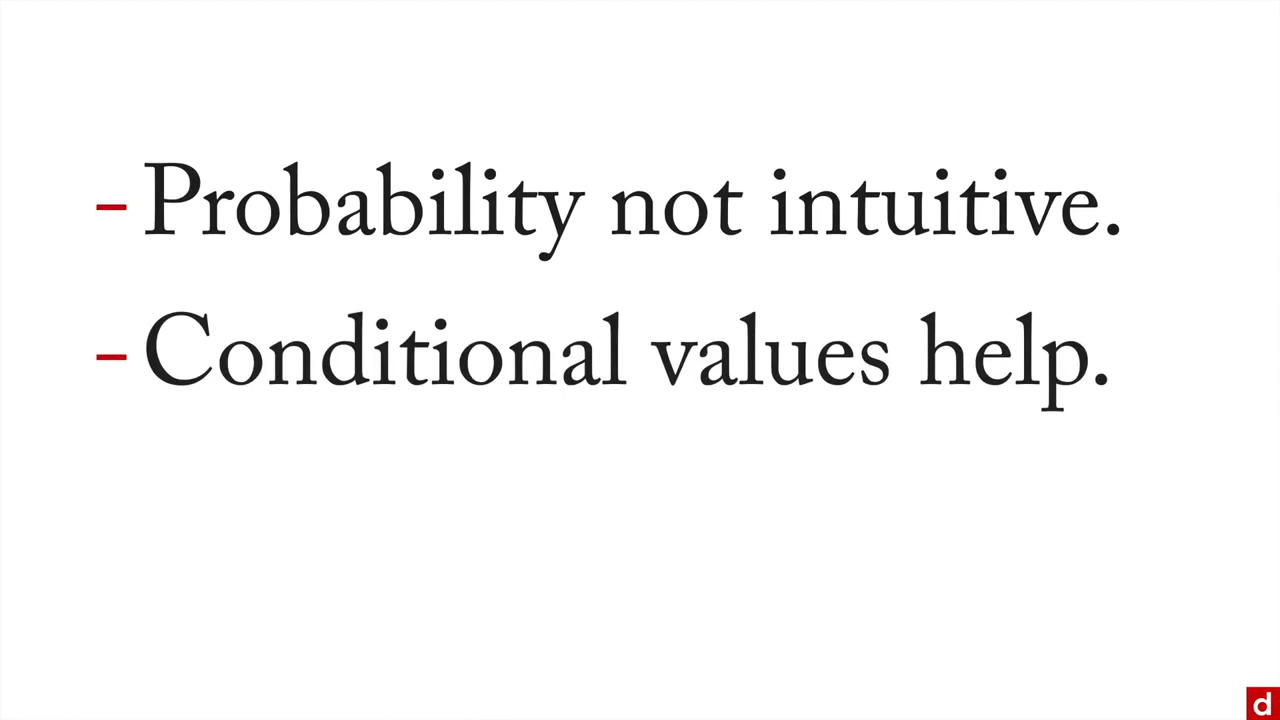 - Probability not intuitive.
- Conditional values help.
d